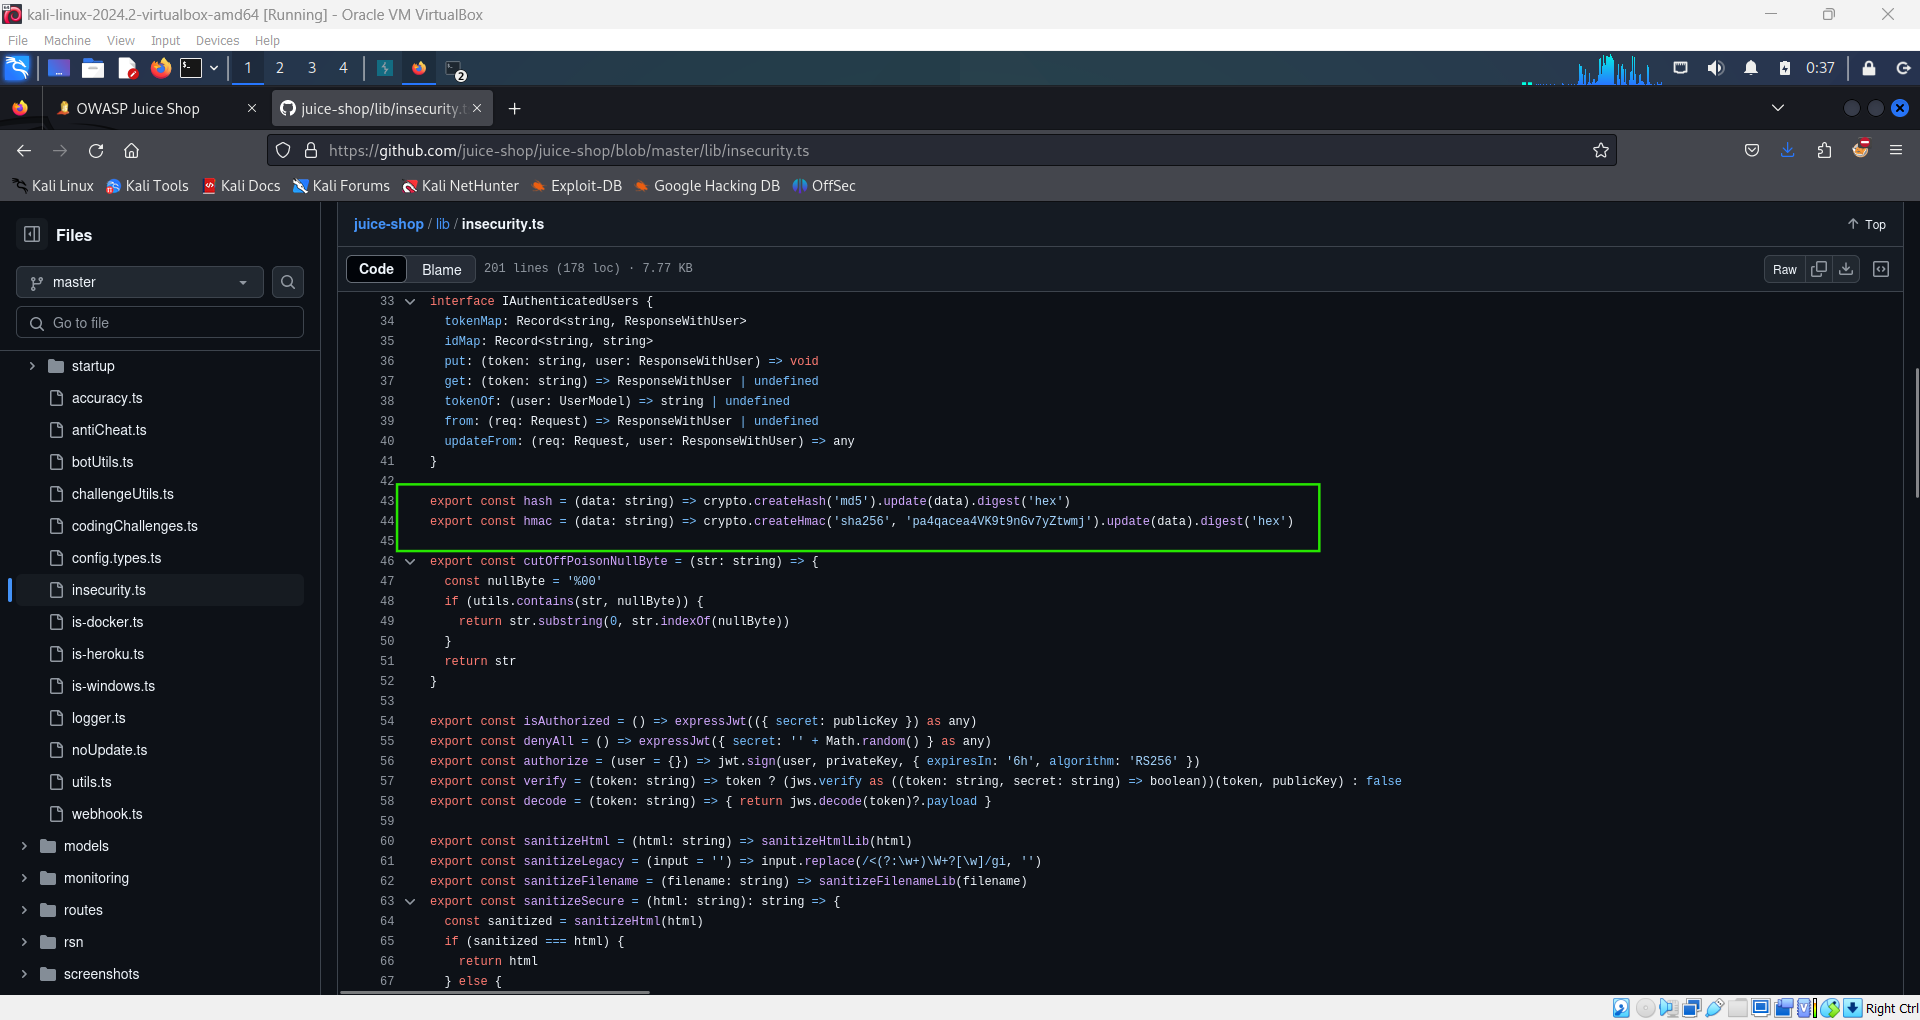 kali-linux-2024.2-virtualbox-amd64 [Running] - Oracle VM VirtualBox
File Machine View Input Devices Help
1 2 3 4 2 0:37
OWASP Juice Shop juice-shop/lib/insecurity.t
https://github.com/juice-shop/juice-shop/blob/master/lib/insecurity.ts
Kali Linux Kali Tools Kali Docs Kali Forums Kali NetHunter Exploit-DB Google Hacking DB OffSec
Files
master
Go to file
startup
accuracy.ts
antiCheat.ts
botUtils.ts
challengeUtils.ts
codingChallenges.ts
config.types.ts
insecurity.ts
is-docker.ts
is-heroku.ts
is-windows.ts
logger.ts
noUpdate.ts
utils.ts
webhook.ts
models
monitoring
routes
rsn
screenshots
juice-shop / lib / insecurity.ts Top
Code Blame 201 lines (178 loc) · 7.77 KB Raw
33 interface IAuthenticatedUsers {
34 tokenMap: Record<string, ResponseWithUser>
35 idMap: Record<string, string>
36 put: (token: string, user: ResponseWithUser) => void
37 get: (token: string) => ResponseWithUser | undefined
38 tokenOf: (user: UserModel) => string | undefined
39 from: (req: Request) => ResponseWithUser | undefined
40 updateFrom: (req: Request, user: ResponseWithUser) => any
41 }
42
43 export const hash = (data: string) => crypto.createHash('md5').update(data).digest('hex')
44 export const hmac = (data: string) => crypto.createHmac('sha256', 'pa4qacea4VK9t9nGv7yZtwmj').update(data).digest('hex')
45
46 export const cutOffPoisonNullByte = (str: string) => {
47 const nullByte = '%00'
48 if (utils.contains(str, nullByte)) {
49 return str.substring(0, str.indexOf(nullByte))
50 }
51 return str
52 }
53
54 export const isAuthorized = () => expressJwt(({ secret: publicKey }) as any)
55 export const denyAll = () => expressJwt({ secret: '' + Math.random() } as any)
56 export const authorize = (user = {}) => jwt.sign(user, privateKey, { expiresIn: '6h', algorithm: 'RS256' })
57 export const verify = (token: string) => token ? (jws.verify as ((token: string, secret: string) => boolean))(token, publicKey) : false
58 export const decode = (token: string) => { return jws.decode(token)?.payload }
59
60 export const sanitizeHtml = (html: string) => sanitizeHtmlLib(html)
61 export const sanitizeLegacy = (input = '') => input.replace(/<(?:\w+)\W+?[\w]/gi, '')
62 export const sanitizeFilename = (filename: string) => sanitizeFilenameLib(filename)
63 export const sanitizeSecure = (html: string): string => {
64 const sanitized = sanitizeHtml(html)
65 if (sanitized === html) {
66 return html
67 } else {
Right Ctrl